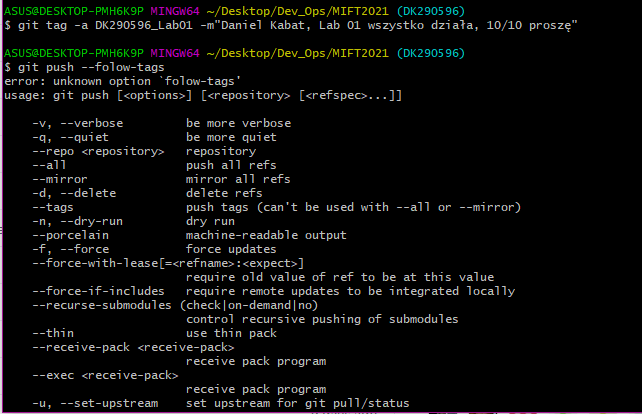 ASUS@DESKTOP-PMH6K9P MINGW64 ~/Desktop/Dev_Ops/MIFT2021 (DK290596)
$ git tag -a DK290596_Lab01 -m"Daniel Kabat, Lab 01 wszystko działa, 10/10 proszę"
ASUS@DESKTOP-PMH6K9P MINGW64 ~/Desktop/Dev_Ops/MIFT2021 (DK290596)
$ git push --folow-tags
error: unknown option `folow-tags'
usage: git push [<options>] [<repository> [<refspec>...]]
-v, --verbose be more verbose
-q, --quiet be more quiet
--repo <repository> repository
--all push all refs
--mirror mirror all refs
-d, --delete delete refs
--tags push tags (can't be used with --all or --mirror)
-n, --dry-run dry run
--porcelain machine-readable output
-f, --force force updates
--force-with-lease[=<refname>:<expect>]
require old value of ref to be at this value
--force-if-includes require remote updates to be integrated locally
--recurse-submodules (check|on-demand|no)
control recursive pushing of submodules
--thin use thin pack
--receive-pack <receive-pack>
receive pack program
--exec <receive-pack>
receive pack program
-u, --set-upstream set upstream for git pull/status